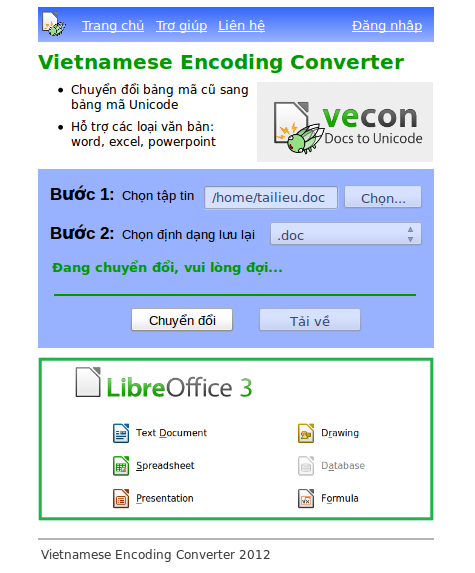 Trang chủ Trơ giúp Liên hê Đăng nhâp
Vietnamese Encoding Converter
• Chuyển đổi bảng mã cũ sang
bảng mã Unicode
• Hỗ trợ các loại văn bản:
word, excel, powerpoint
vecon
Docs to Unicode
Bước 1: Chọn tập tin /home/tailieu.doc Chọn...
Bước 2: Chọn định dạng lưu lại .doc
Đang chuyển đổi, vui lòng đợi...
Chuyển đổi Tải về
LibreOffice 3
Text Document Drawing
Spreadsheet Database
Presentation Formula
Vietnamese Encoding Converter 2012